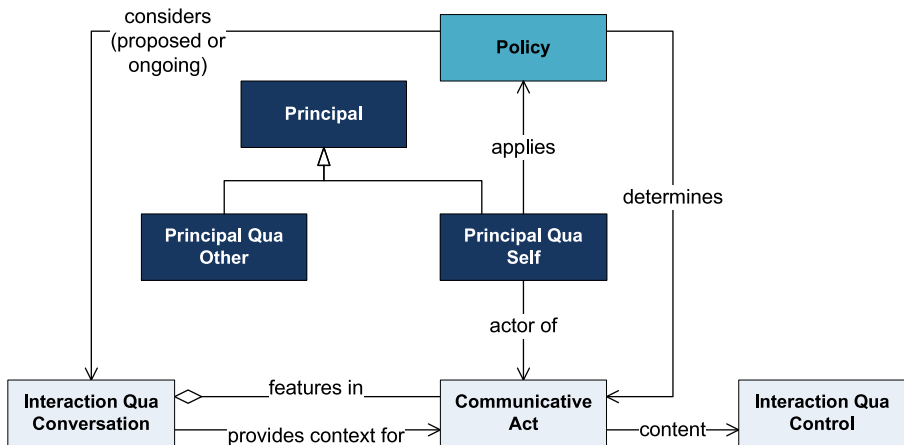 considers
(proposed or
ongoing)
Policy
Principal
applies
determines
Principal Qua
Other
Principal Qua
Self
actor of
Interaction Qua
Conversation
features in
provides context for
Communicative
Act
content
Interaction Qua
Control